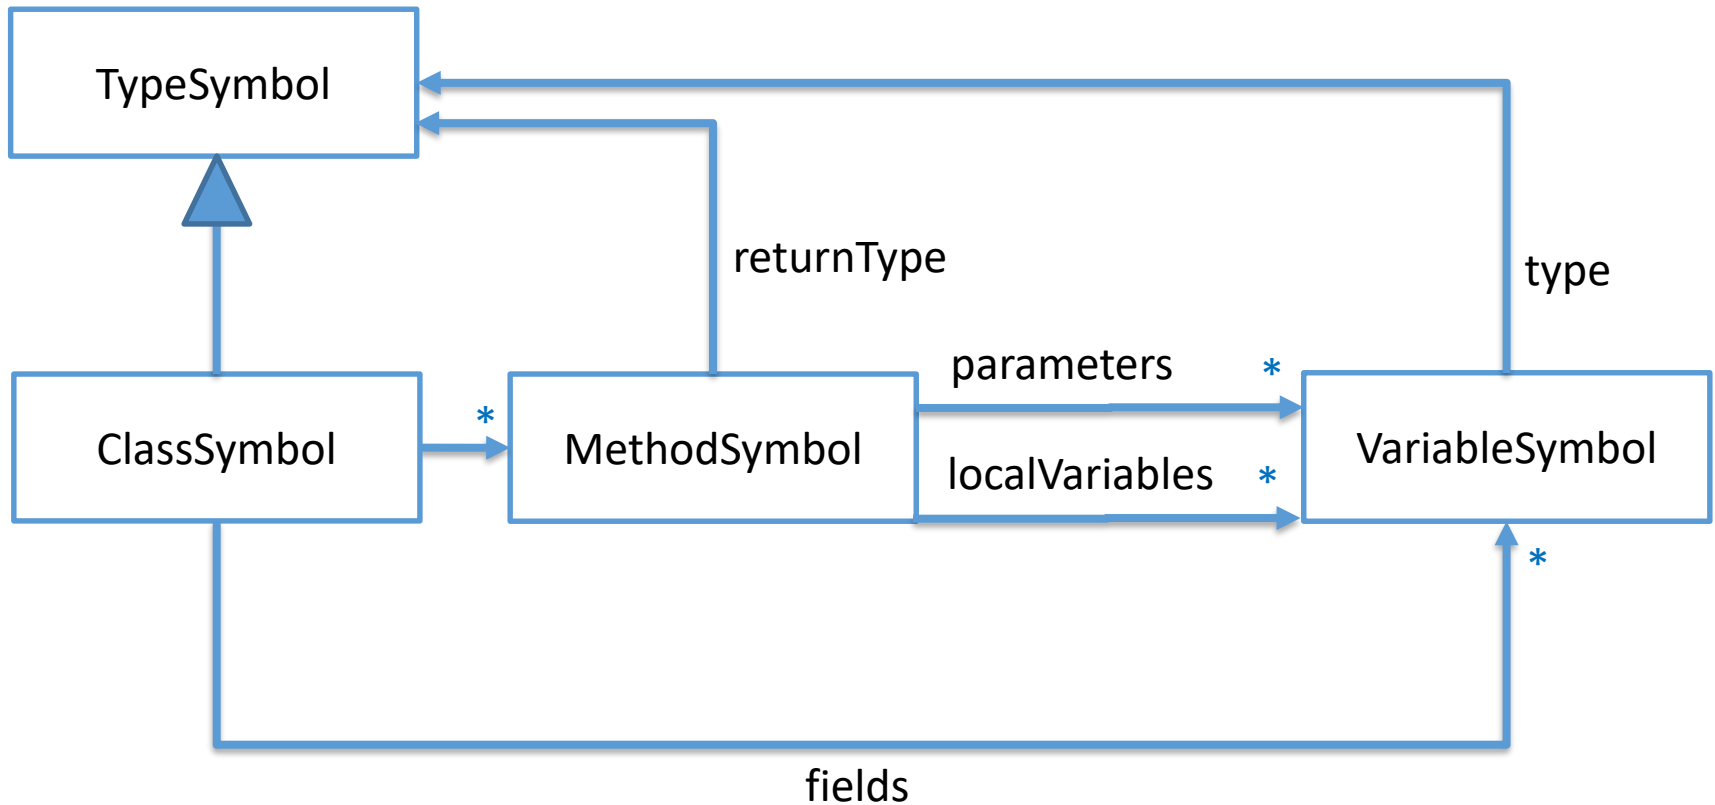 TypeSymbol
returnType
type
parameters *
ClassSymbol
*
MethodSymbol
VariableSymbol
localVariables *
*
fields